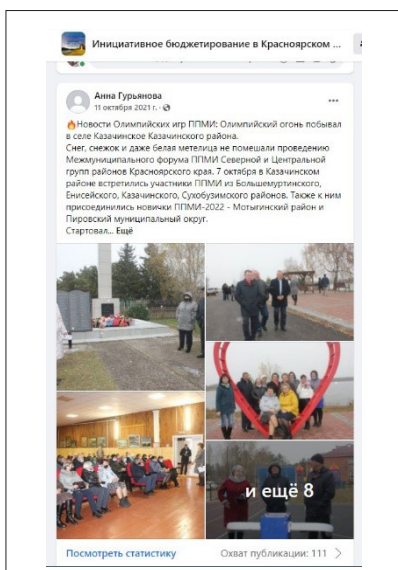 Инициативное бюджетирование в Красноярском ...
Анна Гурьянова
11 октября 2021 г. ·
🔥Новости Олимпийских игр ППМИ: Олимпийский огонь побывал
в селе Казачинское Казачинского района.
Снег, снежок и даже белая метелица не помешали проведению
Межмуниципального форума ППМИ Северной и Центральной
групп районов Красноярского края. 7 октября в Казачинском
районе встретились участники ППМИ из Большемуртинского,
Енисейского, Казачинского, Сухобузимского районов. Также к ним
присоединились новички ППМИ-2022 – Мотыгинский район и
Пировский муниципальный округ.
Стартовал... Ещё
и ещё 8
Посмотреть статистику
Охват публикации: 111